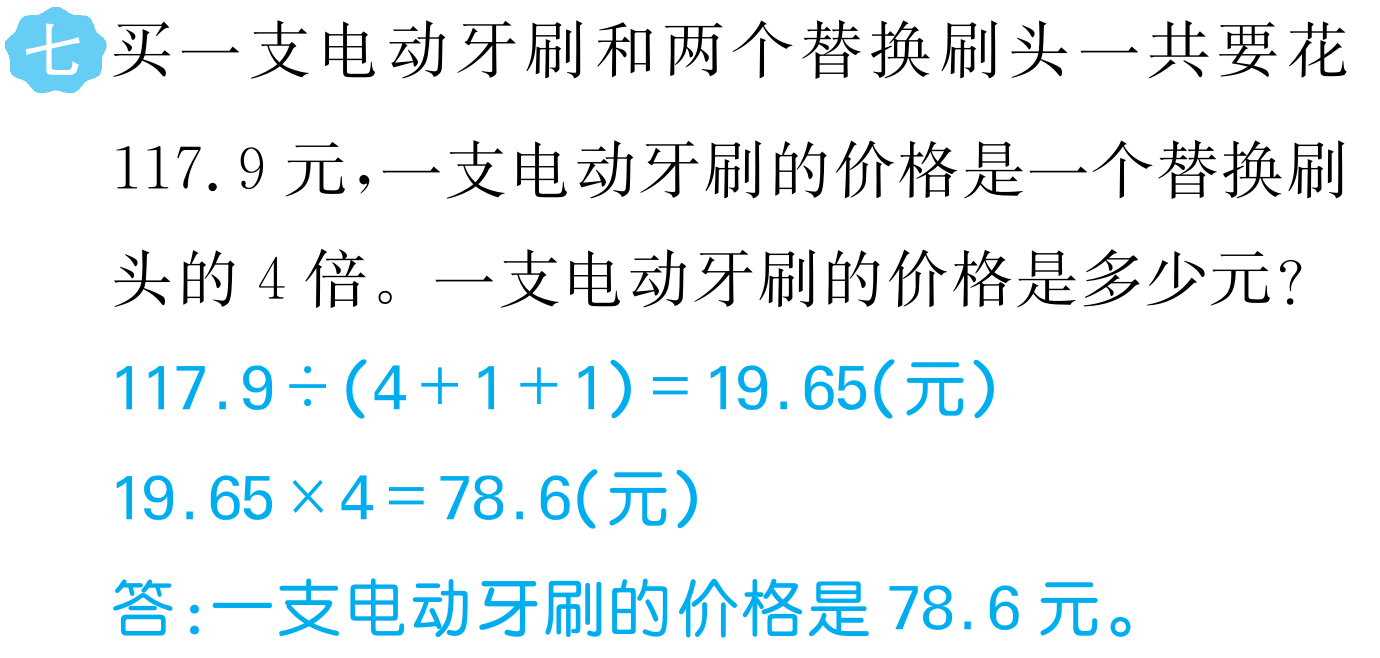 七 买一支电动牙刷和两个替换刷头一共要花
117.9 元,一支电动牙刷的价格是一个替换刷
头的 4 倍。一支电动牙刷的价格是多少元?
117.9÷(4+1+1)=19.65(元)
19.65×4=78.6(元)
答:一支电动牙刷的价格是 78.6 元。